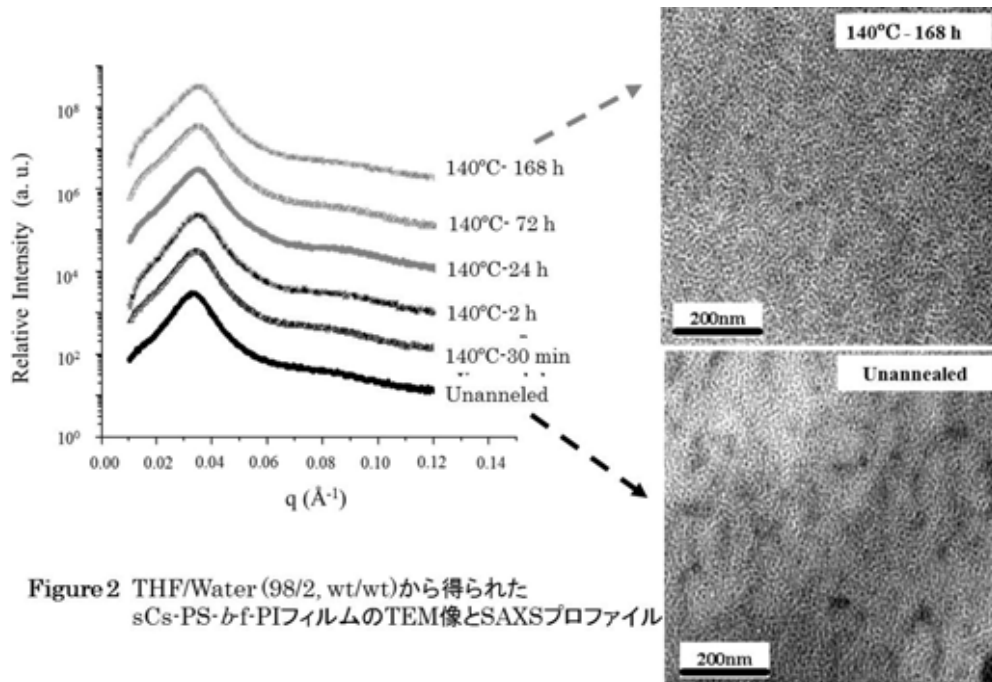 140℃ - 168 h
10⁸
10⁶
10⁴
10²
10⁰
Relative Intensity (a. u.)
140℃- 168 h
140℃- 72 h
140℃-24 h
140℃-2 h
140℃-30 min
Unanneled
0.00 0.02 0.04 0.06 0.08 0.10 0.12 0.14
q (Å⁻¹)
200nm
Unannealed
200nm
Figure 2 THF/Water (98/2, wt/wt)から得られた
sCs-PS-b-f-PIフィルムのTEM像とSAXSプロファイル